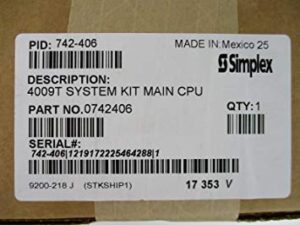 PID: 742-406
MADE IN: Mexico 25
Simplex
DESCRIPTION:
4009T SYSTEM KIT MAIN CPU
PART NO.0742406
QTY:1
SERIAL#:
742-406|1219172225464288|1
9200-218 J (STKSHIP1) 17 353 V